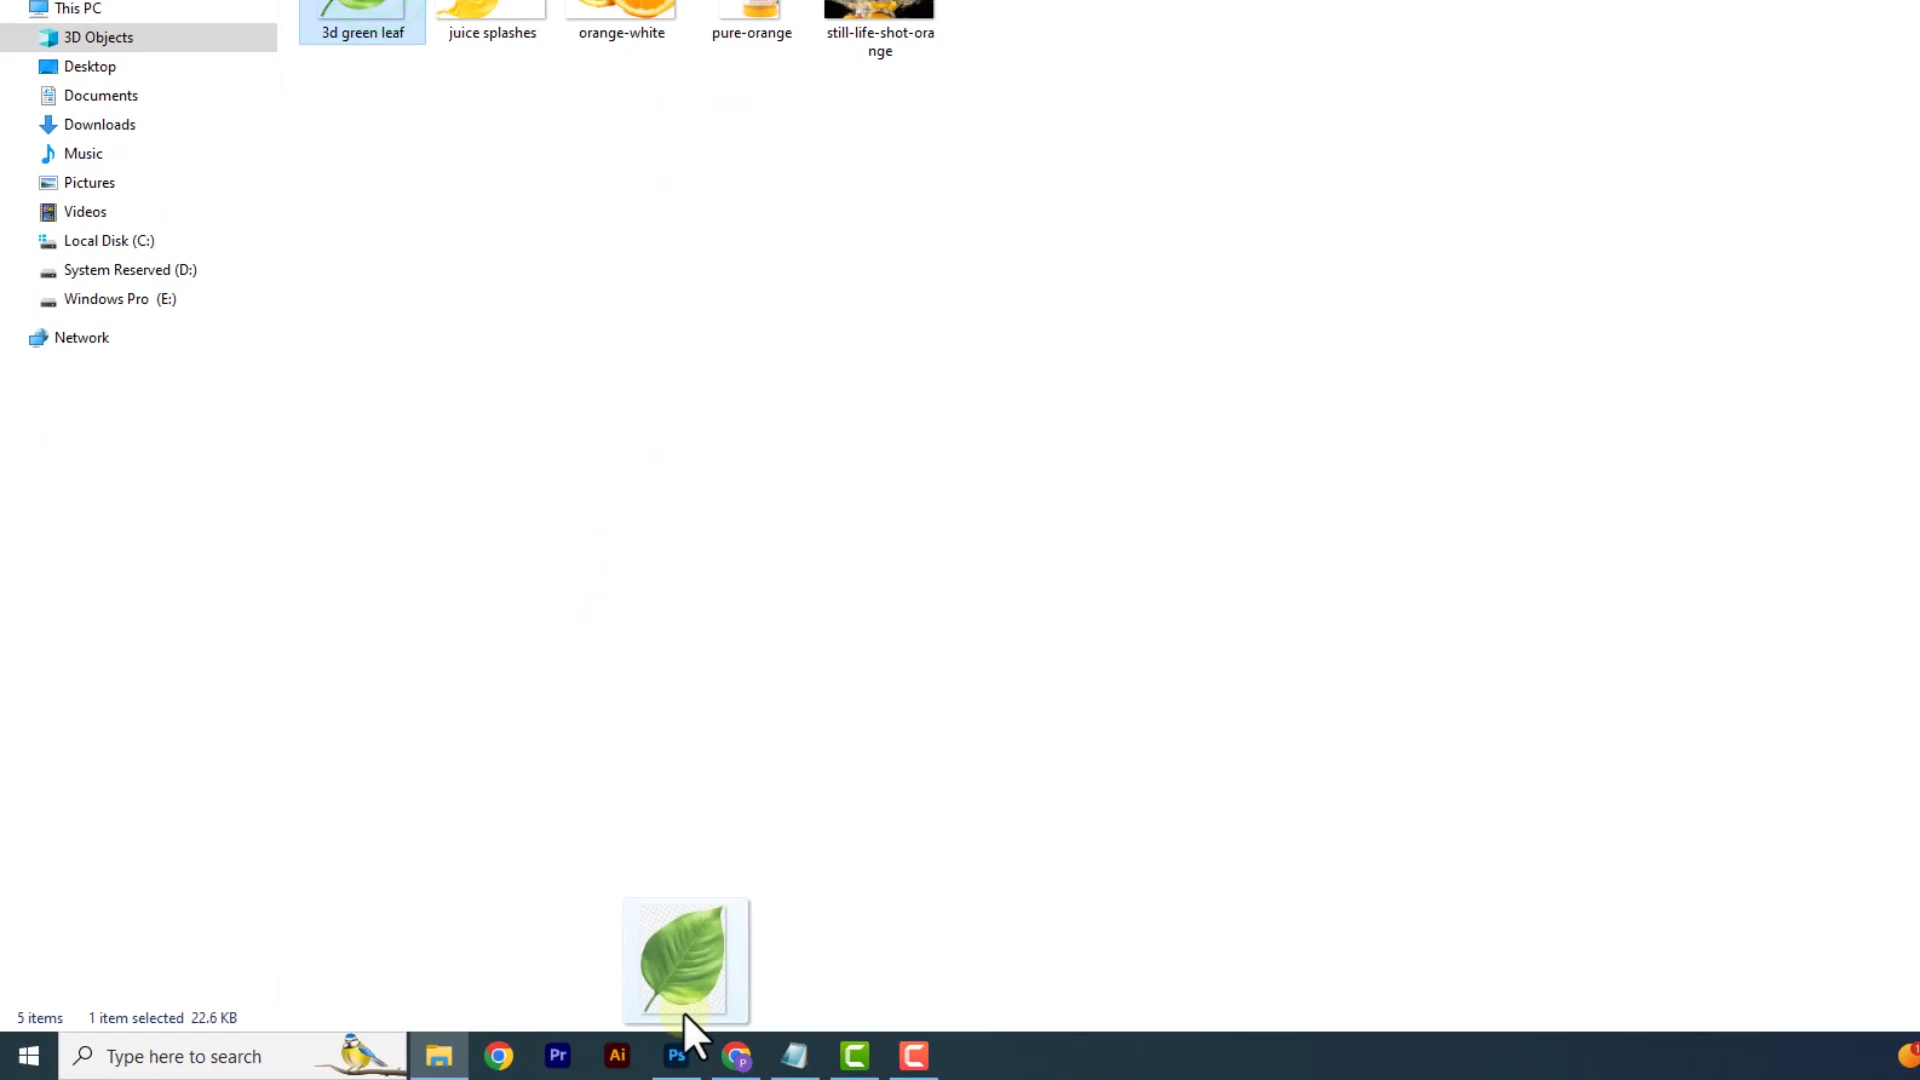 This PC
3D Objects
Desktop
Documents
Downloads
Music
Pictures
Videos
Local Disk (C:)
System Reserved (D:)
Windows Pro (E:)
Network
3d green leaf
juice splashes
orange-white
pure-orange
still-life-shot-ora
nge
5 items 1 item selected 22.6 KB
Type here to search
Pr
Ai
Ps
P
1